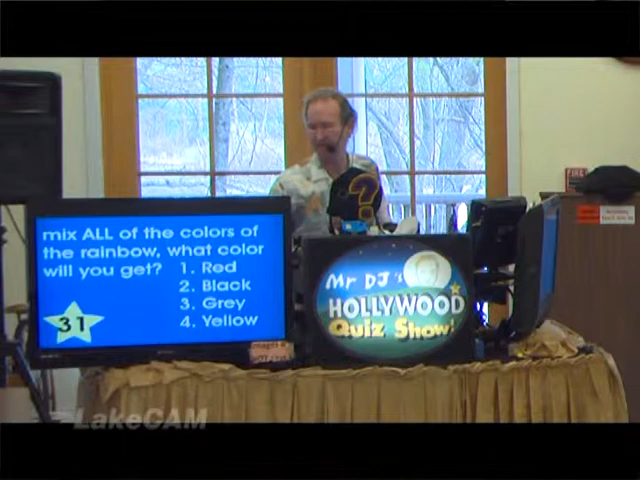 mix ALL of the colors of
the rainbow, what color
will you get? 1. Red
2. Black
3. Grey
4. Yellow
31
Mr DJ's
HOLLYWOOD
Quiz Show!
?
FIRE
LakeCAM